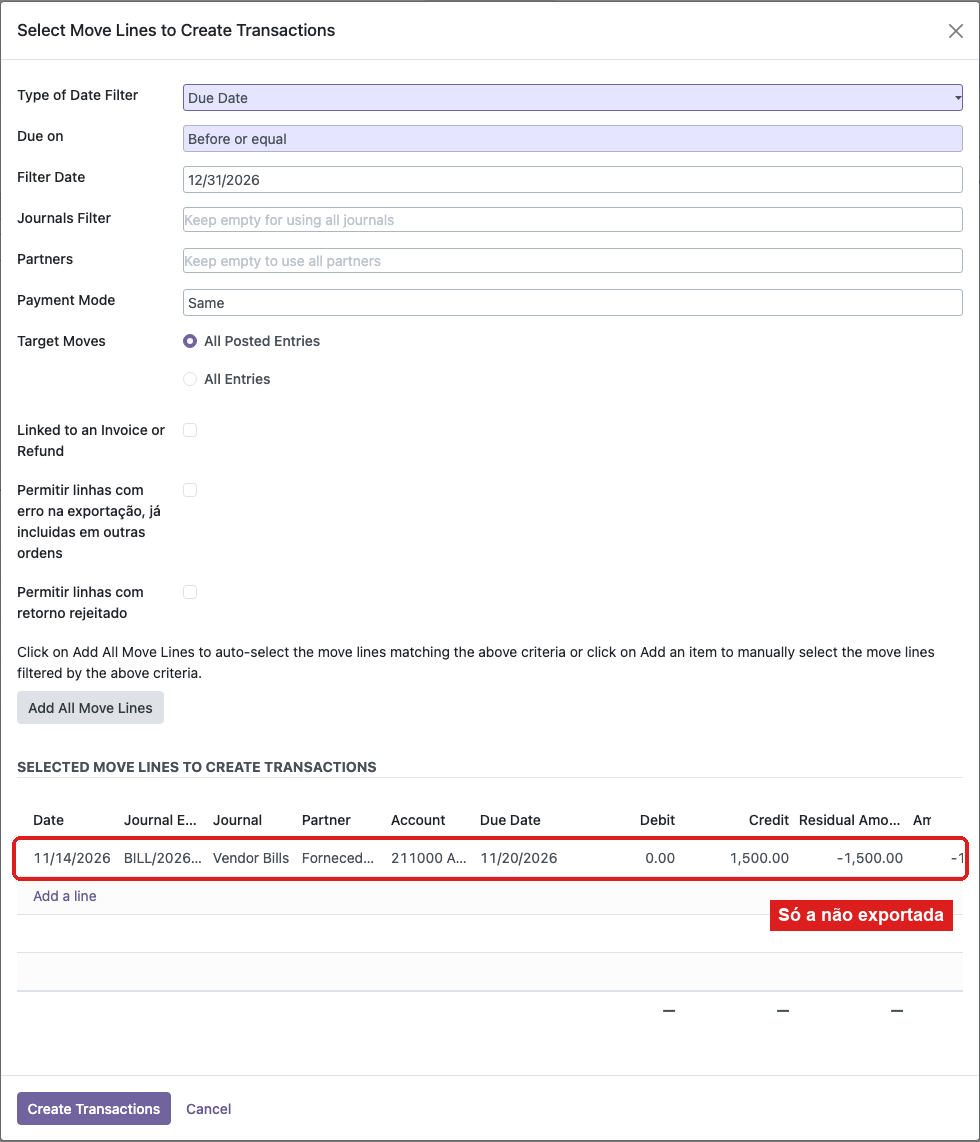 Select Move Lines to Create Transactions
Type of Date Filter
Due Date
Due on
Before or equal
Filter Date
12/31/2026
Journals Filter
Keep empty for using all journals
Partners
Keep empty to use all partners
Payment Mode
Same
Target Moves
All Posted Entries
All Entries
Linked to an Invoice or
Refund
Permitir linhas com
erro na exportação, já
incluidas em outras
ordens
Permitir linhas com
retorno rejeitado
Click on Add All Move Lines to auto-select the move lines matching the above criteria or click on Add an item to manually select the move lines
filtered by the above criteria.
Add All Move Lines
SELECTED MOVE LINES TO CREATE TRANSACTIONS
Date Journal E... Journal Partner Account Due Date Debit Credit Residual Amo... Am
11/14/2026 BILL/2026... Vendor Bills Forneced... 211000 A... 11/20/2026 0.00 1,500.00 -1,500.00 -1
Add a line
Só a não exportada
— — —
Create Transactions Cancel